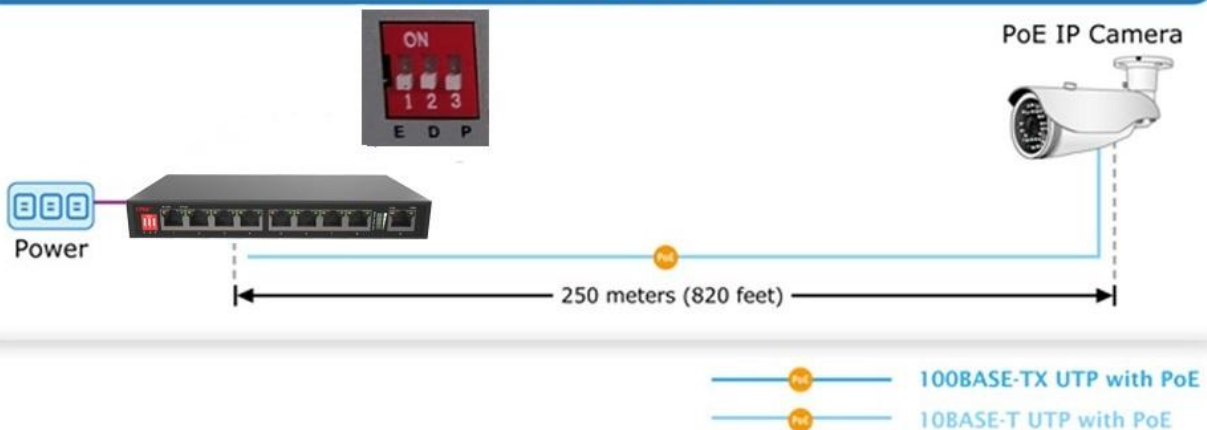 ON
1 2 3
E D P
PoE IP Camera
Power
PoE
250 meters (820 feet)
PoE
100BASE-TX UTP with PoE
PoE
10BASE-T UTP with PoE